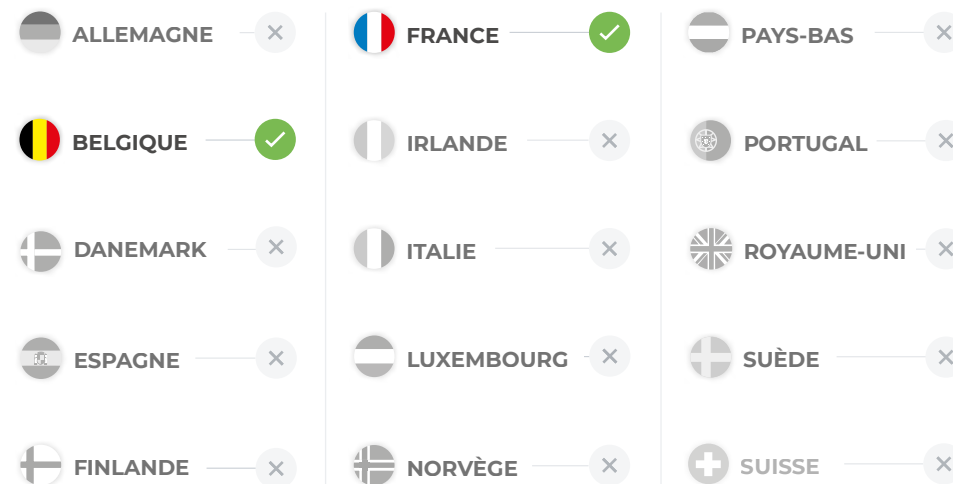 ALLEMAGNE
FRANCE
PAYS-BAS
BELGIQUE
IRLANDE
PORTUGAL
DANEMARK
ITALIE
ROYAUME-UNI
ESPAGNE
LUXEMBOURG
SUÈDE
FINLANDE
NORVÈGE
SUISSE